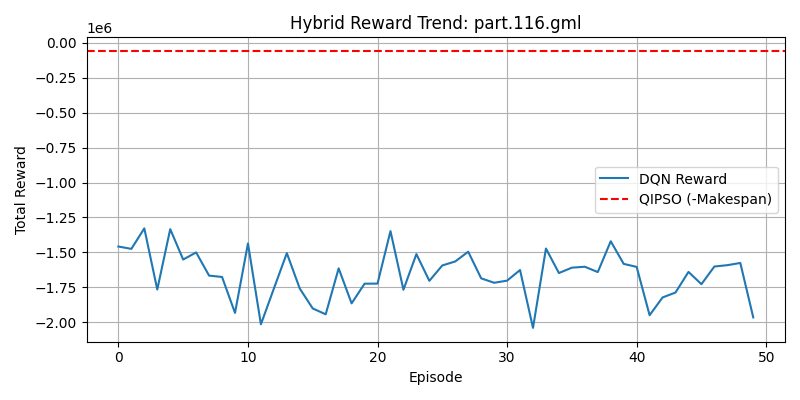 Hybrid Reward Trend: part.116.gml
1e6
0.00
−0.25
−0.50
−0.75
−1.00
−1.25
−1.50
−1.75
−2.00
Total Reward
DQN Reward
QIPSO (-Makespan)
0 10 20 30 40 50
Episode